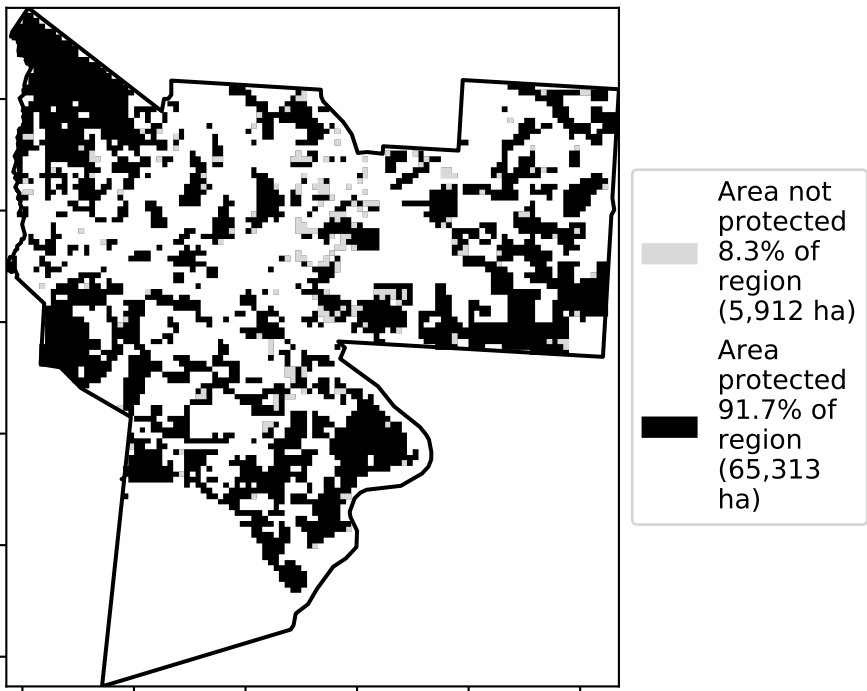 Area not
protected
8.3% of
region
(5,912 ha)
Area
protected
91.7% of
region
(65,313
ha)